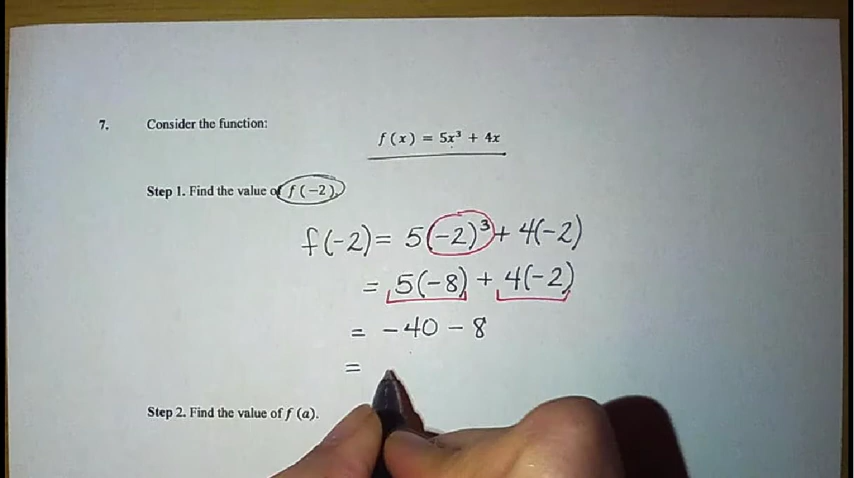 7. Consider the function:
f(x) = 5x³ + 4x
Step 1. Find the value of f(-2).
f(-2) = 5(-2)³ + 4(-2)
= 5(-8) + 4(-2)
= -40 - 8
=
Step 2. Find the value of f (a).